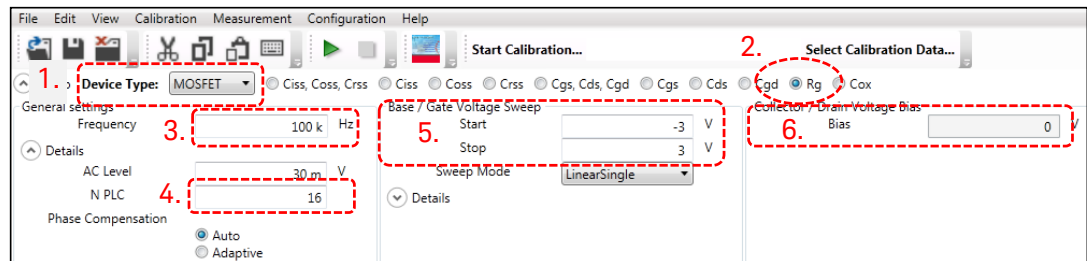 File Edit View Calibration Measurement Configuration Help
Start Calibration... 2. Select Calibration Data...
1. Device Type: MOSFET Ciss, Coss, Crss Ciss Coss Crss Cgs, Cds, Cgd Cgs Cds Cgd Rg Cox
General settings Base / Gate Voltage Sweep Collector / Drain Voltage Bias
Frequency 3. 100 k Hz 5. Start -3 V 6. Bias 0 V
Details Stop 3 V
AC Level 30 m V Sweep Mode LinearSingle
N PLC 4. 16 Details
Phase Compensation
Auto
Adaptive